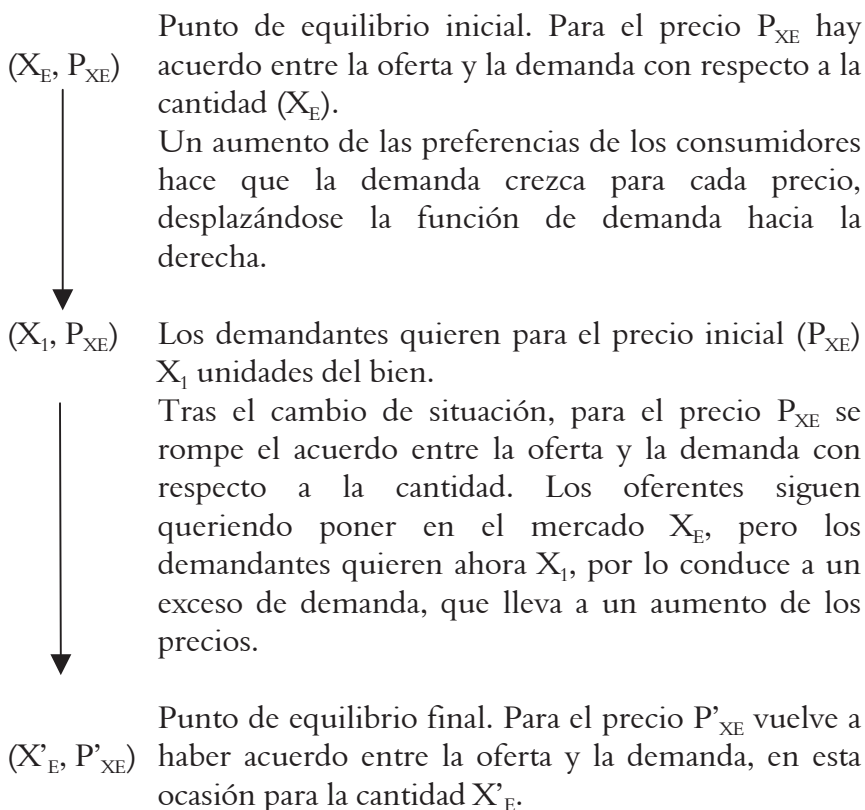 Punto de equilibrio inicial. Para el precio P_XE hay
(X_E, P_XE) acuerdo entre la oferta y la demanda con respecto a la
cantidad (X_E).
Un aumento de las preferencias de los consumidores
hace que la demanda crezca para cada precio,
desplazándose la función de demanda hacia la
derecha.
(X_1, P_XE) Los demandantes quieren para el precio inicial (P_XE)
X_1 unidades del bien.
Tras el cambio de situación, para el precio P_XE se
rompe el acuerdo entre la oferta y la demanda con
respecto a la cantidad. Los oferentes siguen
queriendo poner en el mercado X_E, pero los
demandantes quieren ahora X_1, por lo conduce a un
exceso de demanda, que lleva a un aumento de los
precios.
Punto de equilibrio final. Para el precio P’_XE vuelve a
(X’_E, P’_XE) haber acuerdo entre la oferta y la demanda, en esta
ocasión para la cantidad X’_E.